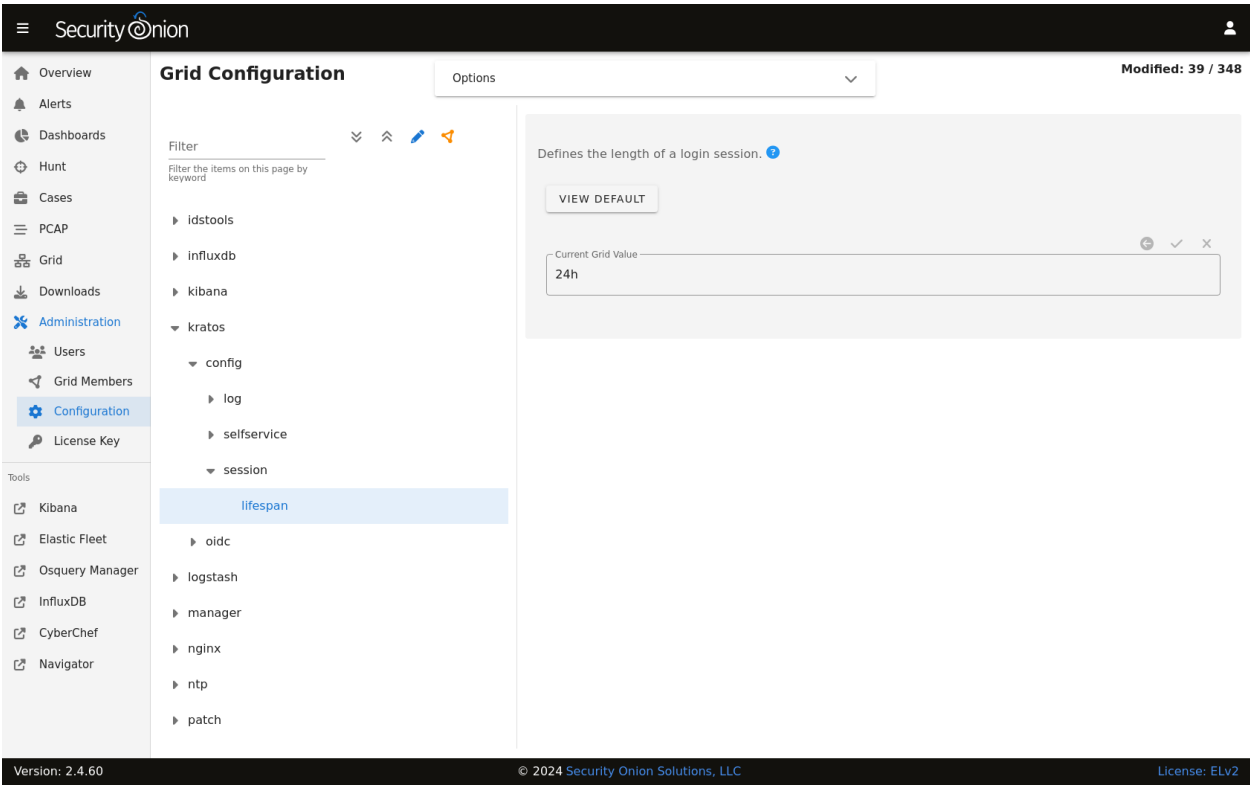 Security Onion
Overview
Alerts
Dashboards
Hunt
Cases
PCAP
Grid
Downloads
Administration
Users
Grid Members
Configuration
License Key
Tools
Kibana
Elastic Fleet
Osquery Manager
InfluxDB
CyberChef
Navigator
Grid Configuration
Options
Modified: 39 / 348
Filter
Filter the items on this page by
keyword
idstools
influxdb
kibana
kratos
config
log
selfservice
session
lifespan
oidc
logstash
manager
nginx
ntp
patch
Defines the length of a login session. ?
VIEW DEFAULT
Current Grid Value
24h
Version: 2.4.60
© 2024 Security Onion Solutions, LLC
License: ELv2